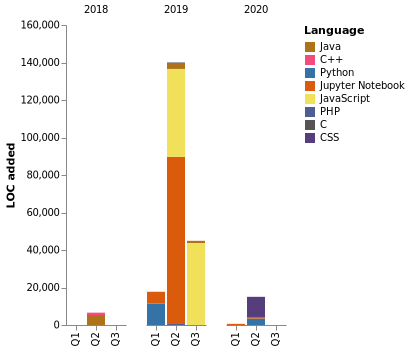 2018 2019 2020
Language
Java
C++
Python
Jupyter Notebook
JavaScript
PHP
C
CSS
LOC added
160,000
140,000
120,000
100,000
80,000
60,000
40,000
20,000
0
Q1 Q2 Q3 Q1 Q2 Q3 Q1 Q2 Q3